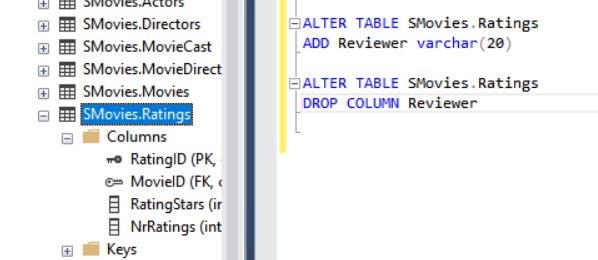 SMovies.Actors
SMovies.Directors
SMovies.MovieCast
SMovies.MovieDirect
SMovies.Movies
SMovies.Ratings
Columns
RatingID (PK,
MovieID (FK,
RatingStars (in
NrRatings (int
Keys
ALTER TABLE SMovies.Ratings
ADD Reviewer varchar(20)
ALTER TABLE SMovies.Ratings
DROP COLUMN Reviewer